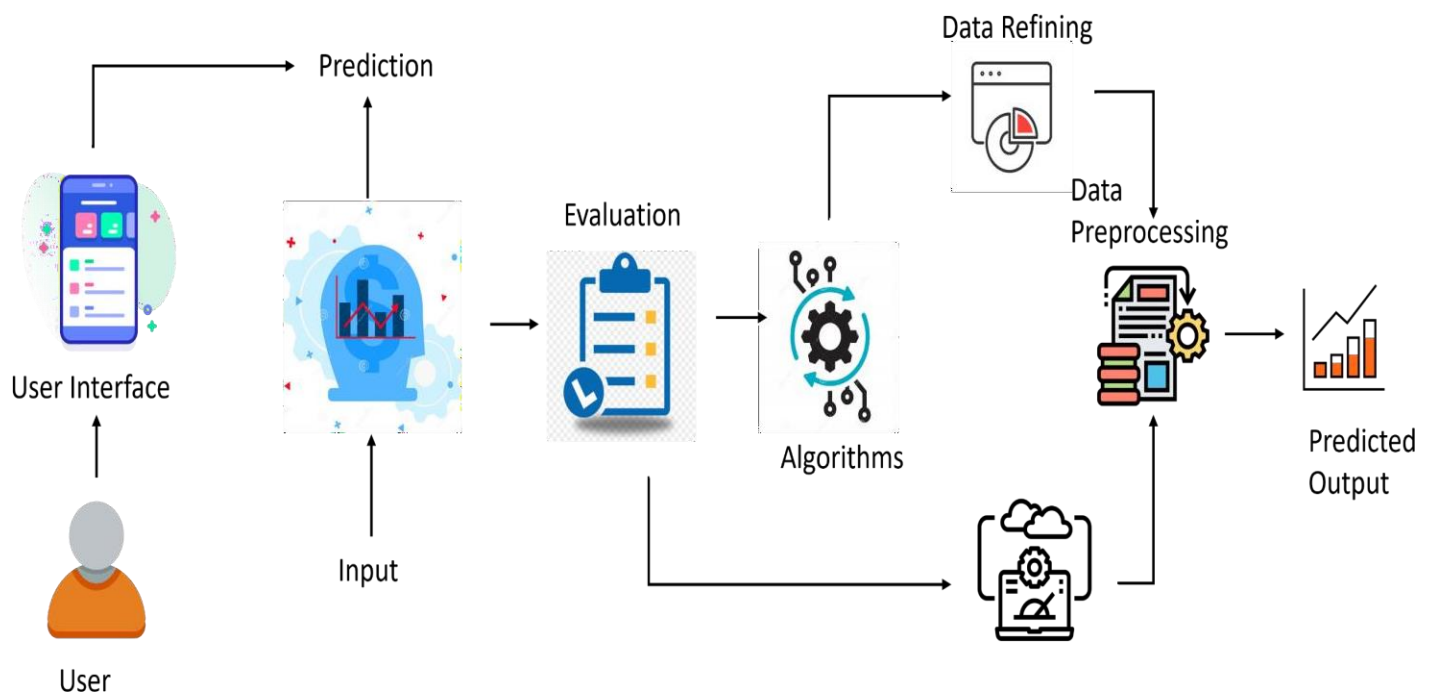 Data Refining
Prediction
Data
Preprocessing
Evaluation
User Interface
Algorithms
Predicted
Output
Input
User